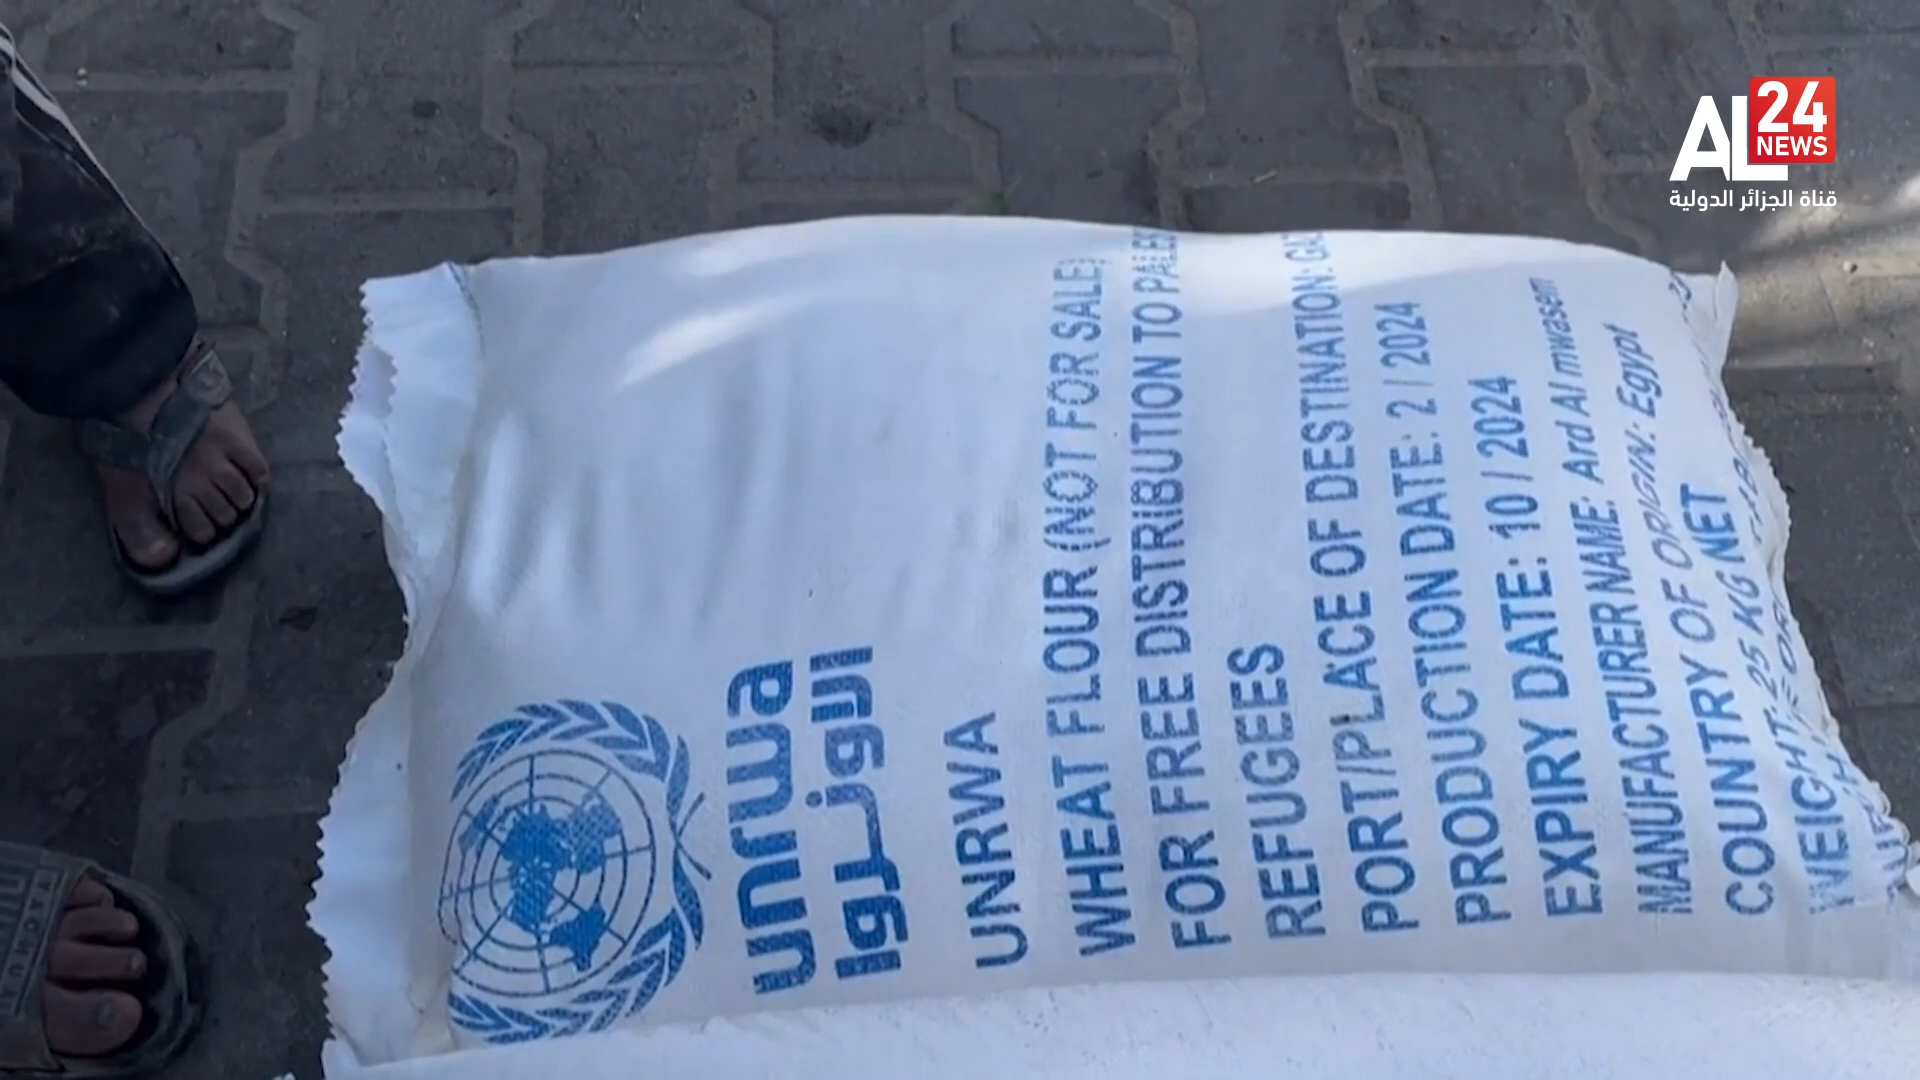 AL
24
NEWS
قناة الجزائر الدولية
unrwa
الأونروا
UNRWA
WHEAT FLOUR (NOT FOR SALE)
FOR FREE DISTRIBUTION TO
REFUGEES
PORT/PLACE OF DESTINATION:
PRODUCTION DATE: 2 / 2024
EXPIRY DATE: 10 / 2024
MANUFACTURER NAME: Ard Al mwasem
COUNTRY OF ORIGIN: Egypt
WEIGHT: 25 KG NET